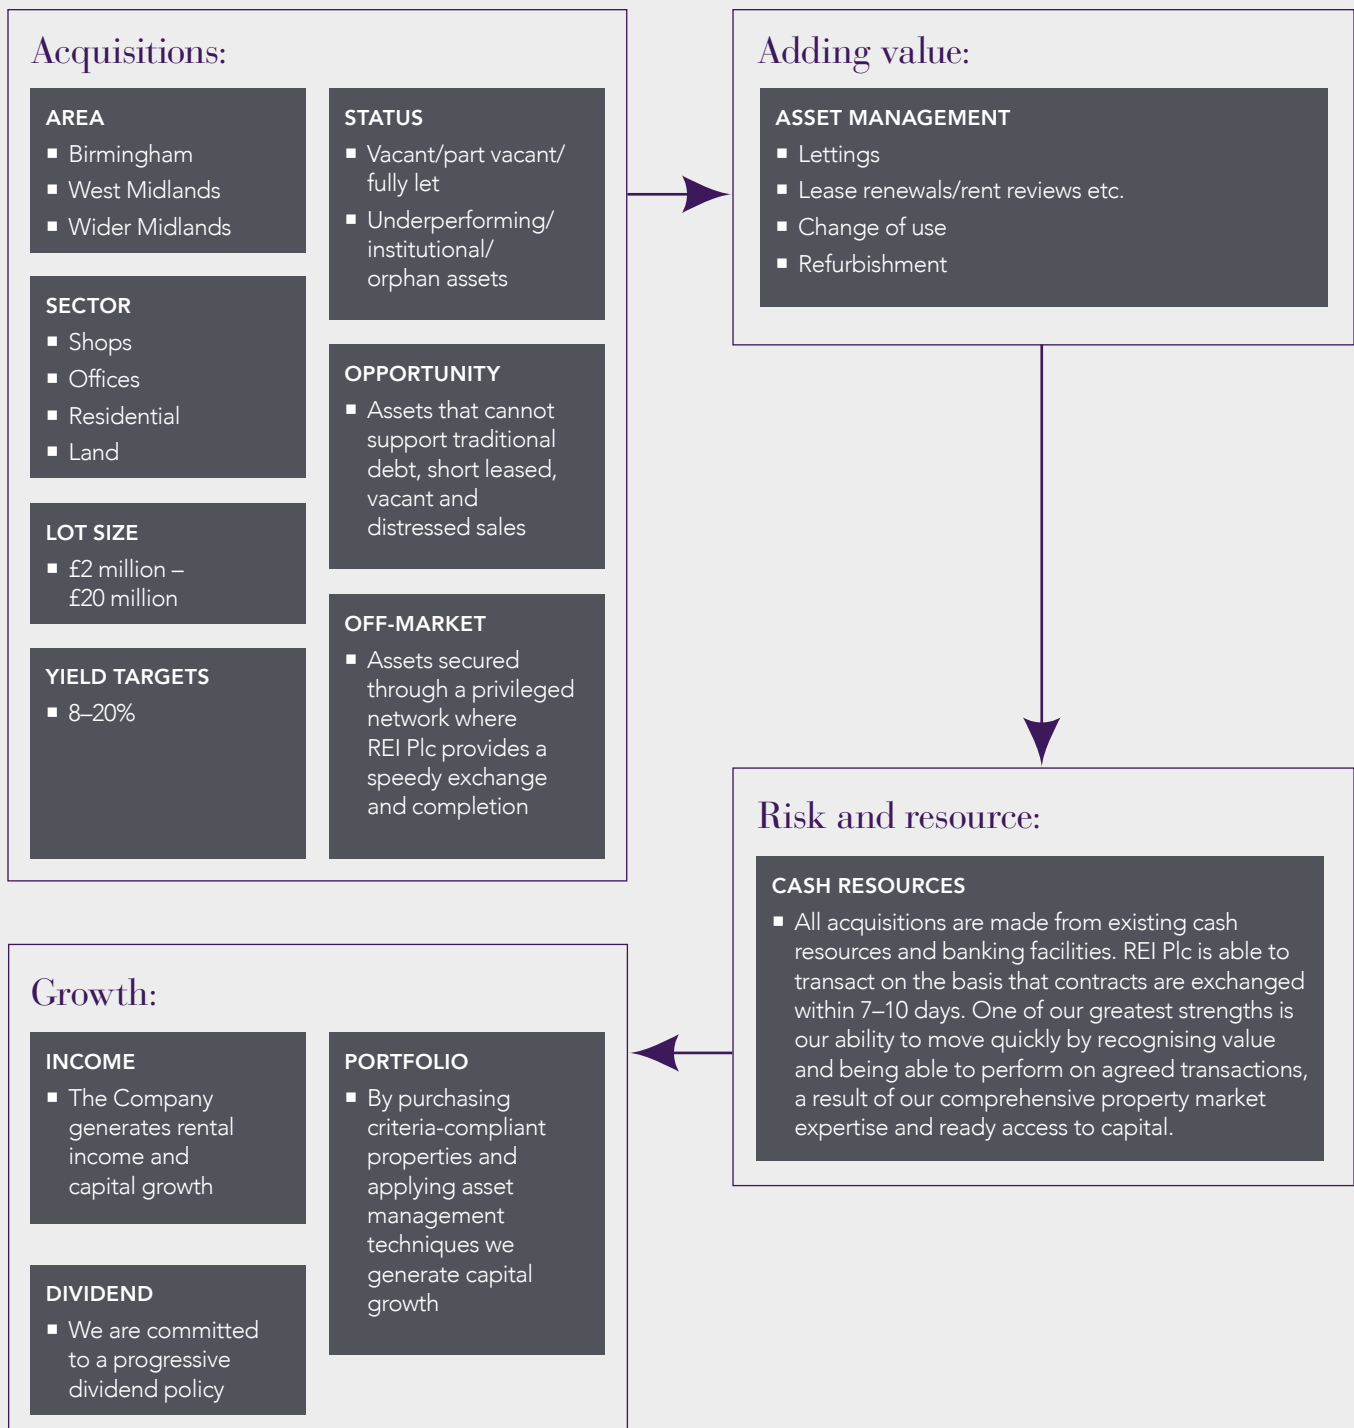 Acquisitions:
AREA
▪ Birmingham
▪ West Midlands
▪ Wider Midlands
SECTOR
▪ Shops
▪ Offices
▪ Residential
▪ Land
LOT SIZE
▪ £2 million –
£20 million
YIELD TARGETS
▪ 8–20%
STATUS
▪ Vacant/part vacant/
fully let
▪ Underperforming/
institutional/
orphan assets
OPPORTUNITY
▪ Assets that cannot
support traditional
debt, short leased,
vacant and
distressed sales
OFF-MARKET
▪ Assets secured
through a privileged
network where
REI Plc provides a
speedy exchange
and completion
Adding value:
ASSET MANAGEMENT
▪ Lettings
▪ Lease renewals/rent reviews etc.
▪ Change of use
▪ Refurbishment
Risk and resource:
CASH RESOURCES
▪ All acquisitions are made from existing cash
resources and banking facilities. REI Plc is able to
transact on the basis that contracts are exchanged
within 7–10 days. One of our greatest strengths is
our ability to move quickly by recognising value
and being able to perform on agreed transactions,
a result of our comprehensive property market
expertise and ready access to capital.
Growth:
INCOME
▪ The Company
generates rental
income and
capital growth
DIVIDEND
▪ We are committed
to a progressive
dividend policy
PORTFOLIO
▪ By purchasing
criteria-compliant
properties and
applying asset
management
techniques we
generate capital
growth